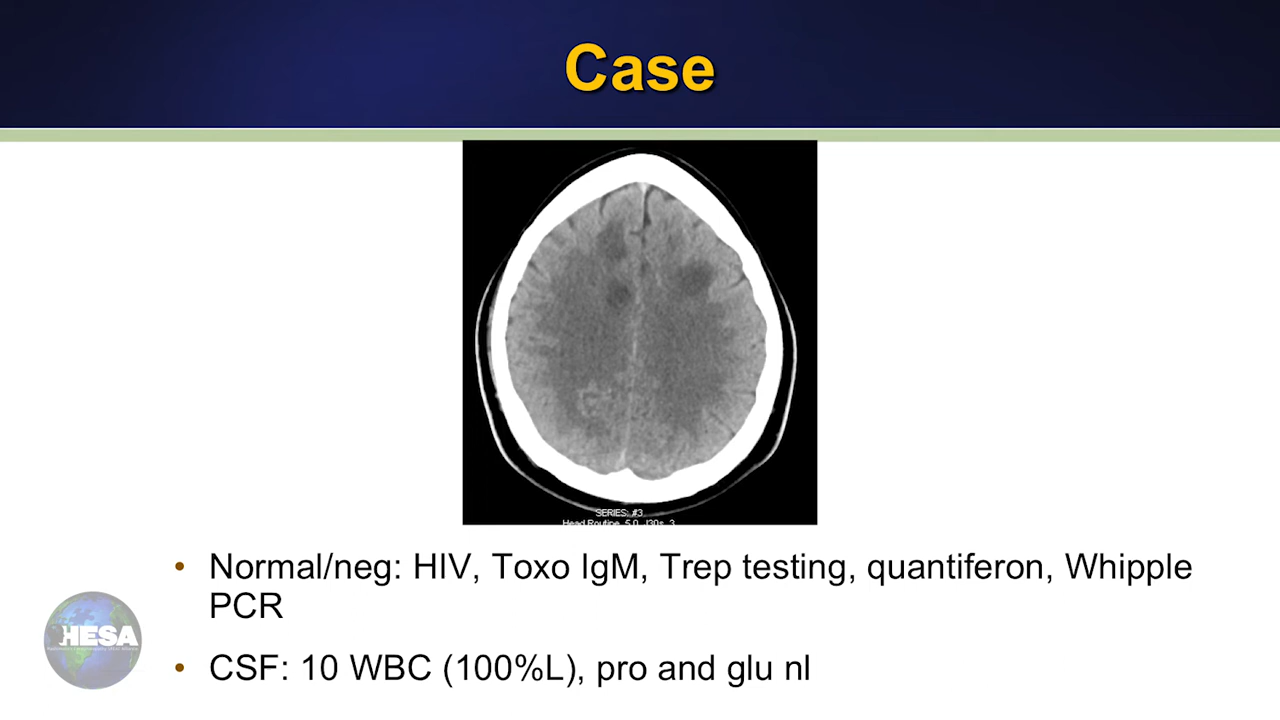 Case
SERIES: #3
Head Routine 5.0 J30s 3
• Normal/neg: HIV, Toxo IgM, Trep testing, quantiferon, Whipple
PCR
HESA
• CSF: 10 WBC (100%L), pro and glu nl